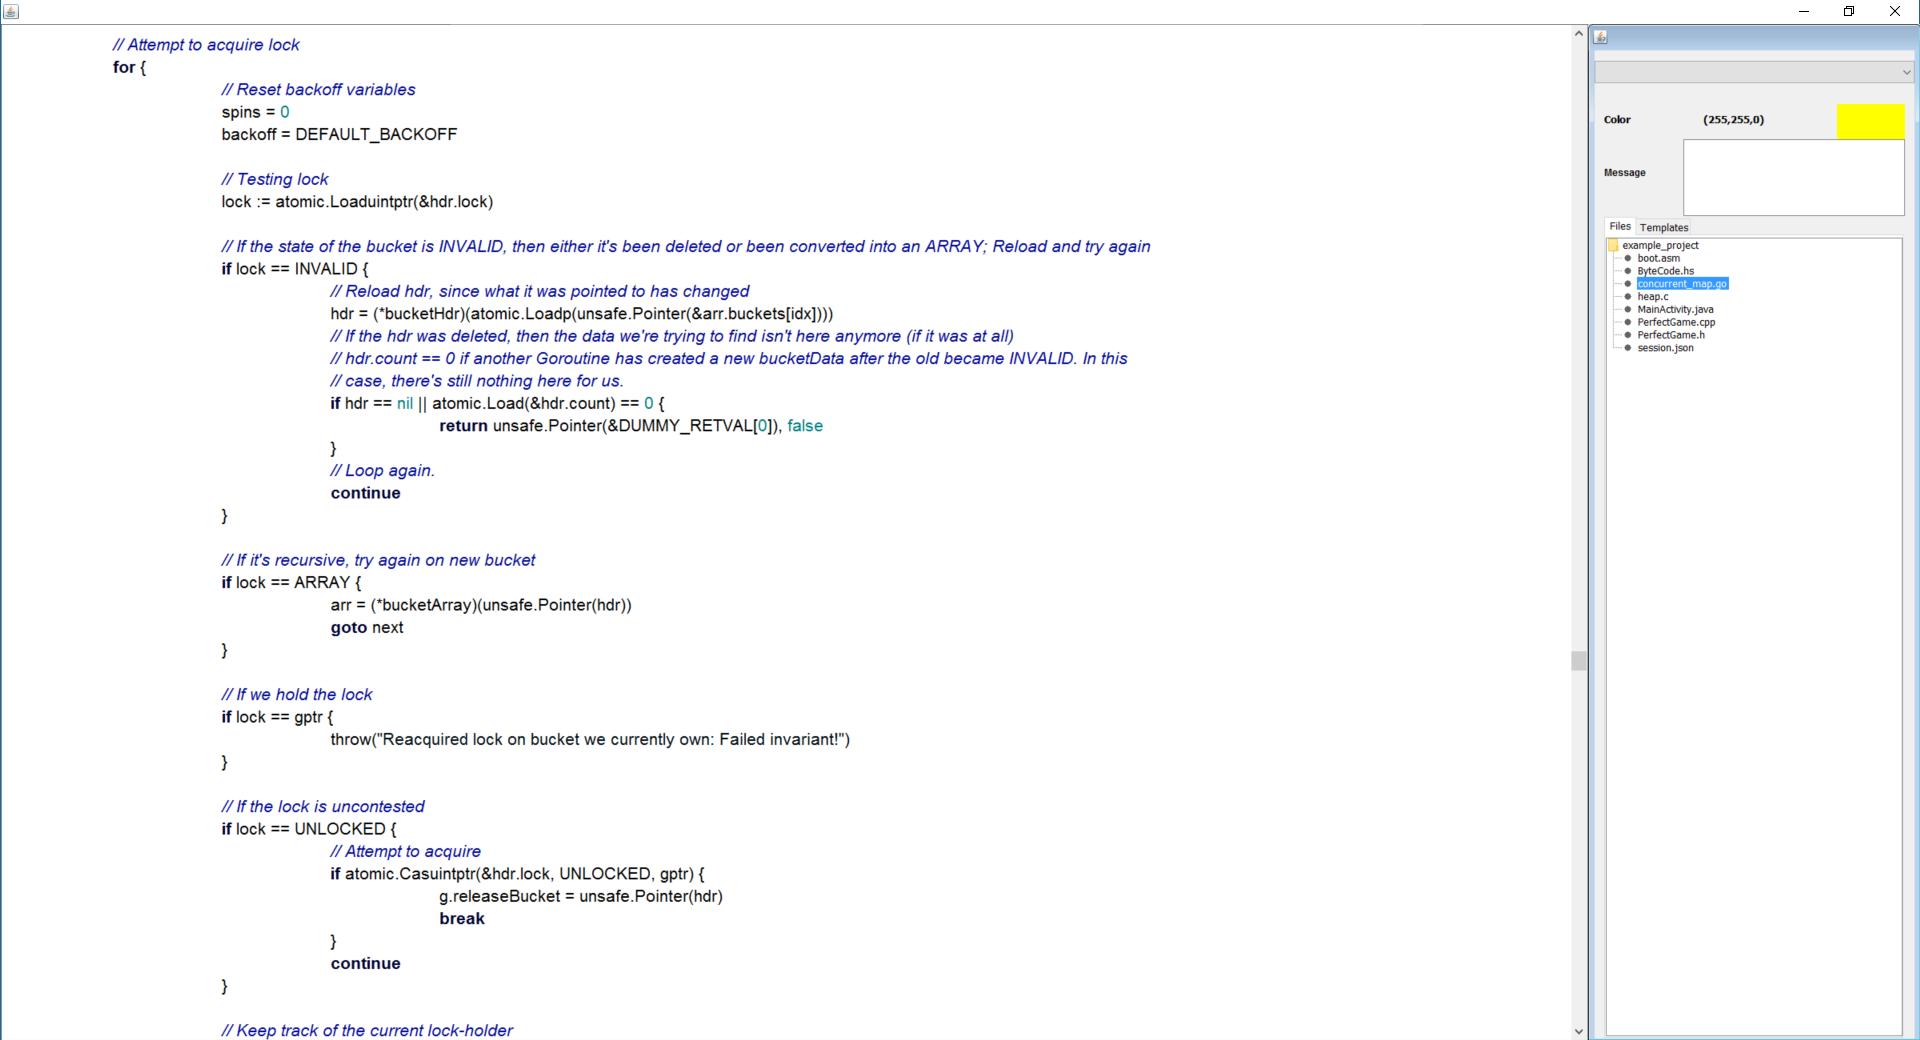 // Attempt to acquire lock
for {
// Reset backoff variables
spins = 0
backoff = DEFAULT_BACKOFF
// Testing lock
lock := atomic.Loaduintptr(&hdr.lock)
// If the state of the bucket is INVALID, then either it's been deleted or been converted into an ARRAY; Reload and try again
if lock == INVALID {
// Reload hdr, since what it was pointed to has changed
hdr = (*bucketHdr)(atomic.Loadp(unsafe.Pointer(&arr.buckets[idx])))
// If the hdr was deleted, then the data we're trying to find isn't here anymore (if it was at all)
// hdr.count == 0 if another Goroutine has created a new bucketData after the old became INVALID. In this
// case, there's still nothing here for us.
if hdr == nil || atomic.Load(&hdr.count) == 0 {
return unsafe.Pointer(&DUMMY_RETVAL[0]), false
}
// Loop again.
continue
}
// If it's recursive, try again on new bucket
if lock == ARRAY {
arr = (*bucketArray)(unsafe.Pointer(hdr))
goto next
}
// If we hold the lock
if lock == gptr {
throw("Reacquired lock on bucket we currently own: Failed invariant!")
}
// If the lock is uncontested
if lock == UNLOCKED {
// Attempt to acquire
if atomic.Casuintptr(&hdr.lock, UNLOCKED, gptr) {
g.releaseBucket = unsafe.Pointer(hdr)
break
}
continue
}
// Keep track of the current lock-holder
Color (255,255,0)
Message
Files Templates
example_project
boot.asm
ByteCode.hs
concurrent_map.go
heap.c
MainActivity.java
PerfectGame.cpp
PerfectGame.h
session.json